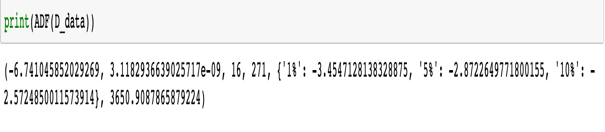 print(ADF(D_data))
(-6.741045852029269, 3.1182936639025717e-09, 16, 271, {'1%': -3.4547128138328875, '5%': -2.8722649771800155, '10%': -
2.5724850011573914}, 3650.9087865879224)